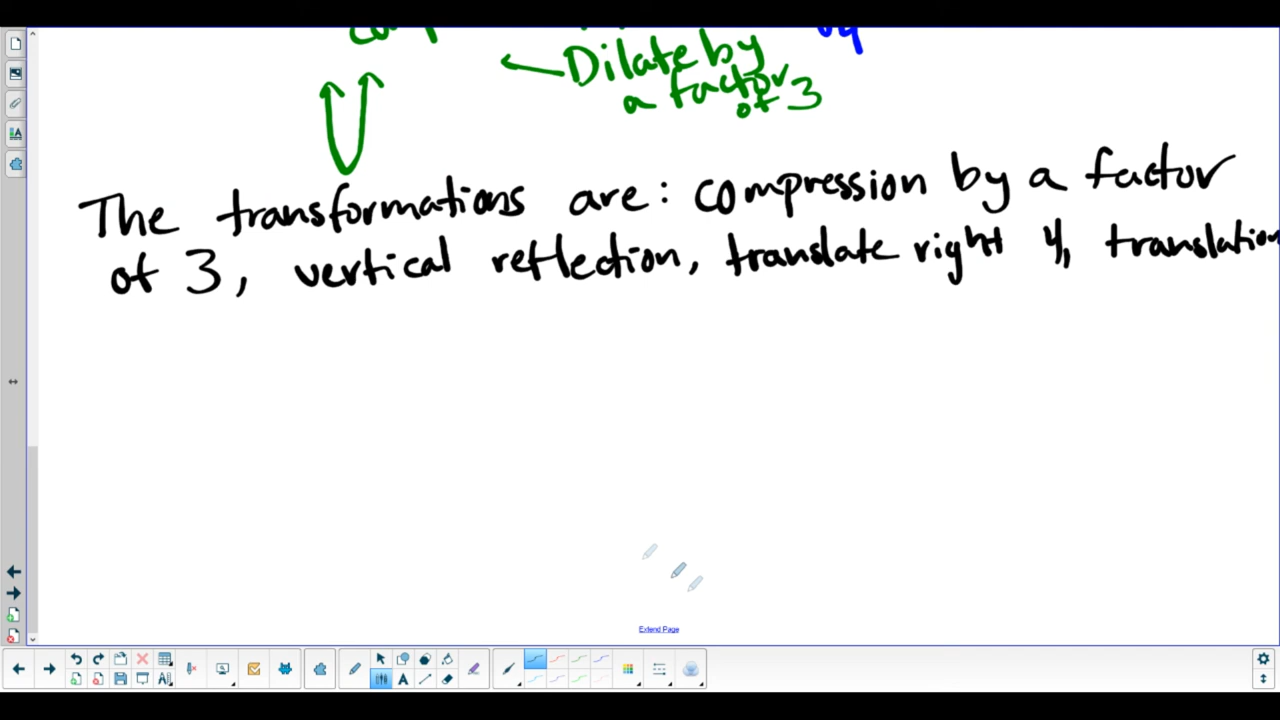 Dilate by
a factor
of 3
The transformations are: compression by a factor
of 3, vertical reflection, translate right 4, translation
Extend Page